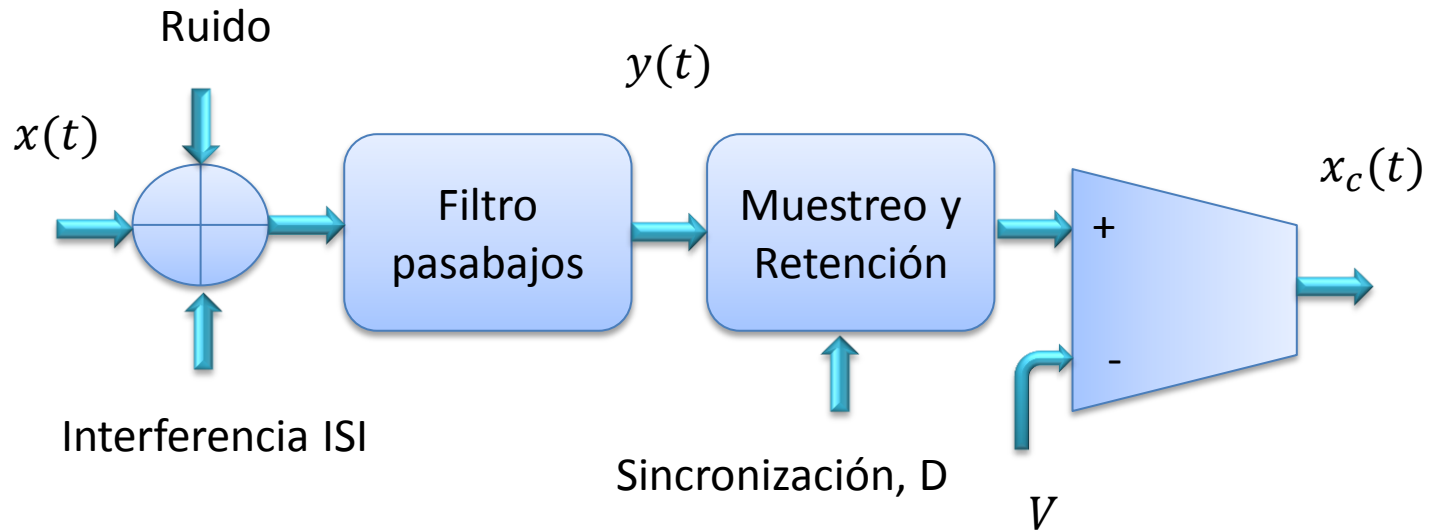 Ruido
x(t)
y(t)
Filtro
pasabajos
Muestreo y
Retención
+
-
x_c(t)
Interferencia ISI
Sincronización, D
V